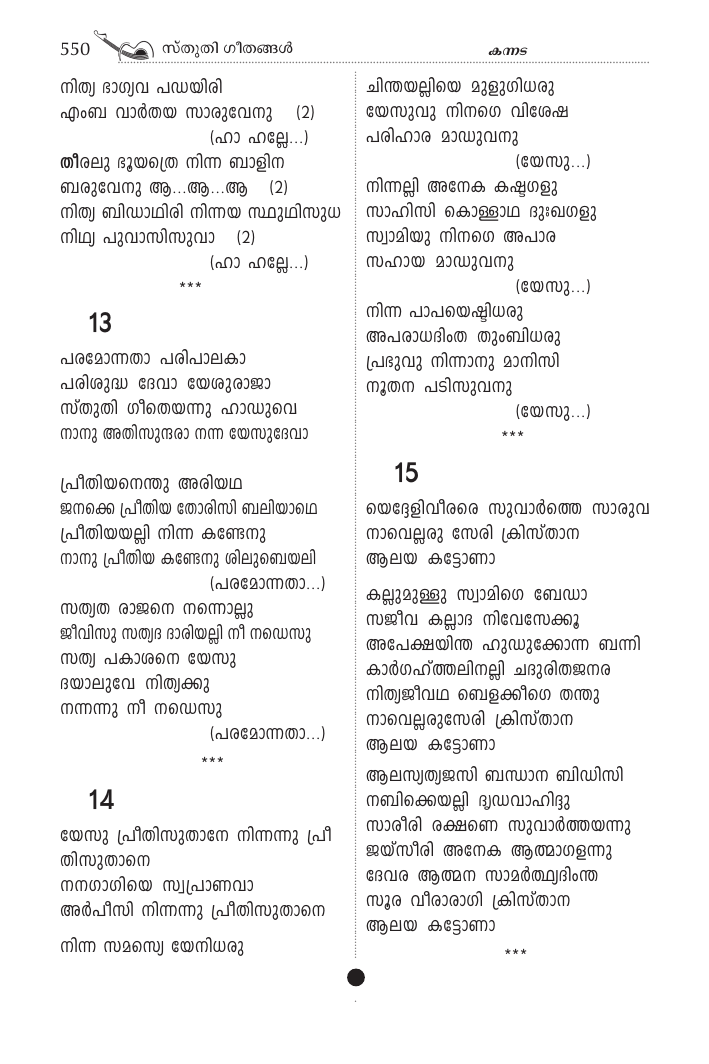 550 സ്തുതി ഗീതങ്ങൾ കന്നട
നിത്യ ഭാഗ്യവ പഡയിരി
എംബ വാർതയ സാരുവേനു (2)
(ഹാ ഹല്ലേ...)
തീരലു ഭൂയത്രെ നിന്ന ബാളിന
ബരുവേനു ആ...ആ...ആ (2)
നിത്യ ബിഡാഥിരി നിന്നയ സ്ഥുഥിസുധ
നിഥ്യ പുവാസിസുവാ (2)
(ഹാ ഹല്ലേ...)
***
13
പരമോന്നതാ പരിപാലകാ
പരിശുദ്ധ ദേവാ യേശുരാജാ
സ്തുതി ഗീതെയന്നു ഹാഡുവെ
നാനു അതിസുന്ദരാ നന്ന യേസുദേവാ
പ്രീതിയനെന്തു അരിയഥ
ജനക്കെ പ്രീതിയ തോരിസി ബലിയാഥെ
പ്രീതിയയല്ലി നിന്ന കണ്ടേനു
നാനു പ്രീതിയ കണ്ടേനു ശിലുബെയലി
(പരമോന്നതാ...)
സത്യത രാജനെ നന്നൊല്ലു
ജീവിസു സത്യദ ദാരിയല്ലി നീ നഡെസു
സത്യ പകാശനെ യേസു
ദയാലുവേ നിത്യക്കു
നന്നന്നു നീ നഡെസു
(പരമോന്നതാ...)
***
14
യേസു പ്രീതിസുതാനേ നിന്നന്നു പ്രീ
തിസുതാനെ
നനഗാഗിയെ സ്വപ്രാണവാ
അർപീസി നിന്നന്നു പ്രീതിസുതാനെ
നിന്ന സമസ്യെ യേനിധരു
ചിന്തയല്ലിയെ മുളുഗിധരു
യേസുവു നിനഗെ വിശേഷ
പരിഹാര മാഡുവനു
(യേസു...)
നിന്നല്ലി അനേക കഷ്ടഗളു
സാഹിസി കൊള്ളാഥ ദുഃഖഗളു
സ്വാമിയു നിനഗെ അപാര
സഹായ മാഡുവനു
(യേസു...)
നിന്ന പാപയെഷ്ടിധരു
അപരാധദിംത തുംബിധരു
പ്രഭുവു നിന്നാനു മാനിസി
നൂതന പടിസുവനു
(യേസു...)
***
15
യെദ്ദേളിവീരരെ സുവാർത്തെ സാരുവ
നാവെല്ലരു സേരി ക്രിസ്താന
ആലയ കട്ടോണാ
കല്ലുമുള്ളു സ്വാമിഗെ ബേഡാ
സജീവ കല്ലാദ നിവേസേക്കൂ
അപേക്ഷയിന്ത ഹുഡുക്കോന്ന ബന്നി
കാർഗഹ്ത്തലിനല്ലി ചദുരിതജനര
നിത്യജീവഥ ബെളക്കീഗെ തന്തു
നാവെല്ലരുസേരി ക്രിസ്താന
ആലയ കട്ടോണാ
ആലസ്യത്വജസി ബന്ധാന ബിഡിസി
നബിക്കെയല്ലി ദൃഡവാഹിദ്ദു
സാരീരി രക്ഷണെ സുവാർത്തയന്നു
ജയ്സീരി അനേക ആത്മാഗളന്നു
ദേവര ആത്മന സാമർത്ഥ്യദിംത
സൂര വീരാരാഗി ക്രിസ്താന
ആലയ കട്ടോണാ
***